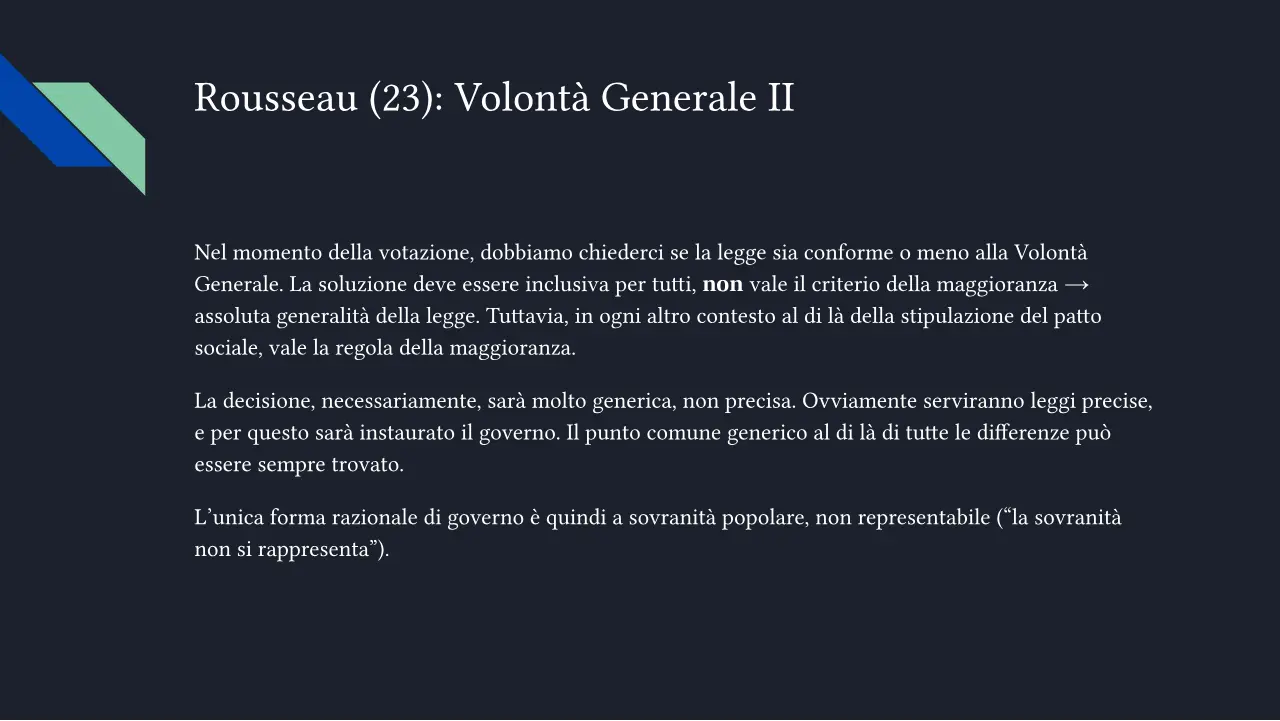 Rousseau (23): Volontà Generale II
Nel momento della votazione, dobbiamo chiederci se la legge sia conforme o meno alla Volontà
Generale. La soluzione deve essere inclusiva per tutti, non vale il criterio della maggioranza →
assoluta generalità della legge. Tuttavia, in ogni altro contesto al di là della stipulazione del patto
sociale, vale la regola della maggioranza.
La decisione, necessariamente, sarà molto generica, non precisa. Ovviamente serviranno leggi precise,
e per questo sarà instaurato il governo. Il punto comune generico al di là di tutte le differenze può
essere sempre trovato.
L’unica forma razionale di governo è quindi a sovranità popolare, non representabile (“la sovranità
non si rappresenta”).